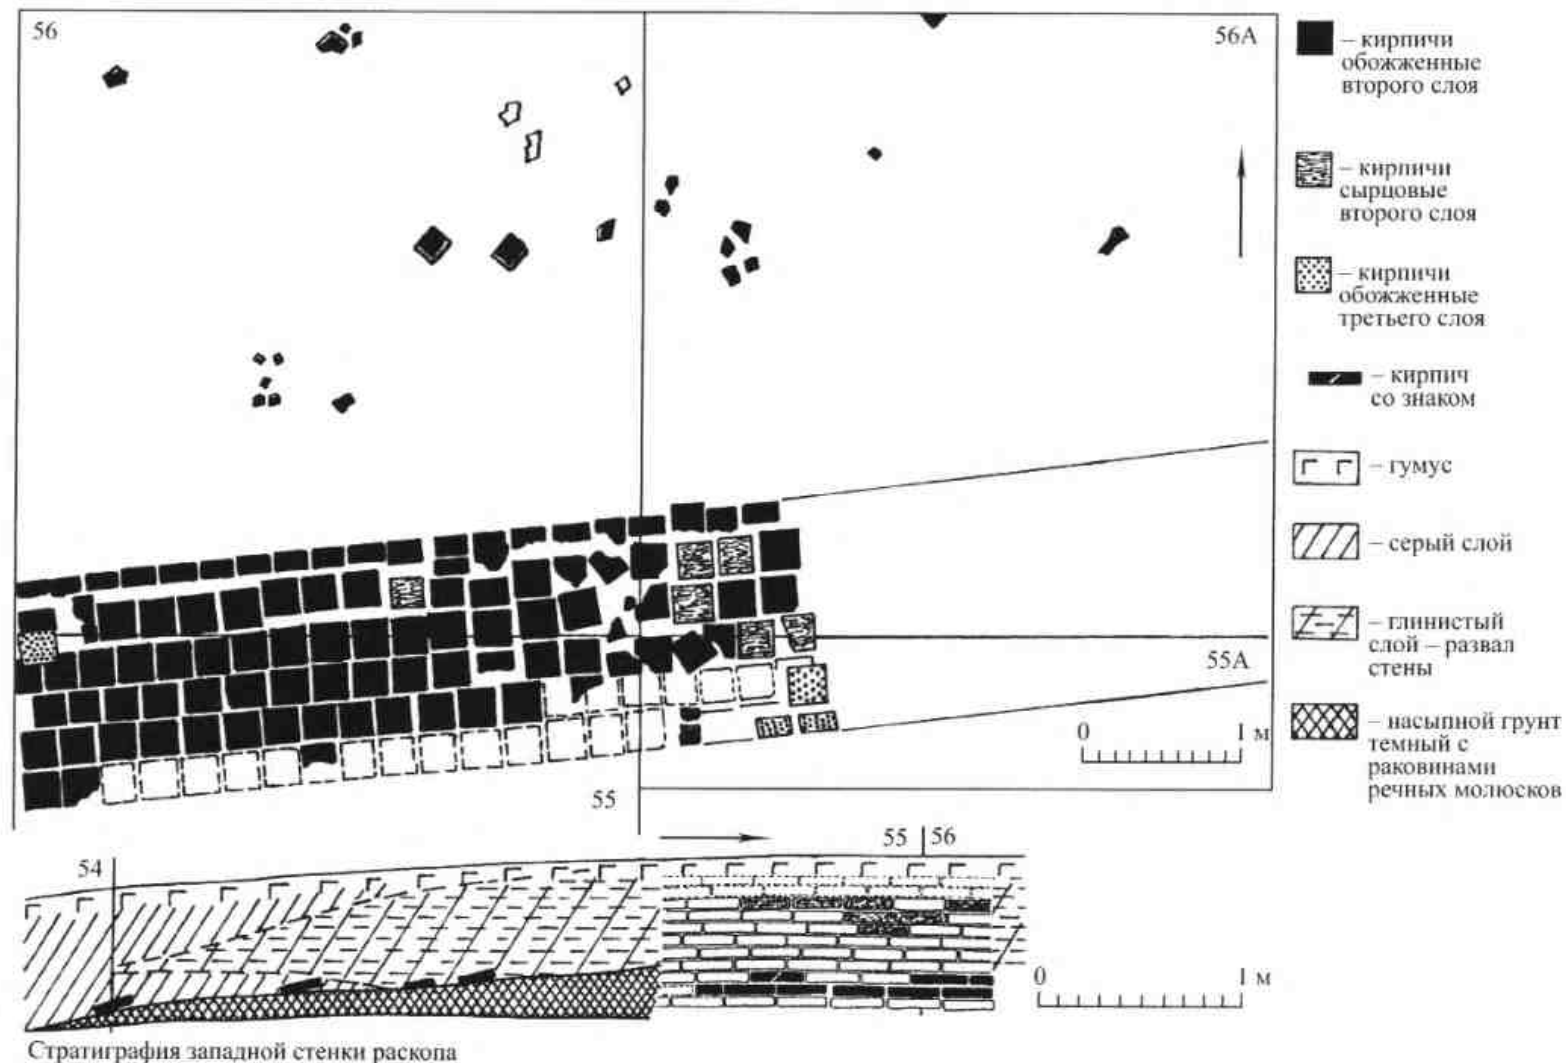 56
56А
55А
55
0 1 м
– кирпичи
обожженные
второго слоя
– кирпичи
сырцовые
второго слоя
– кирпичи
обожженные
третьего слоя
– кирпич
со знаком
– гумус
– серый слой
– глинистый
слой – развал
стены
– насыпной грунт
темный с
раковинами
речных молюсков
54
55 56
0 1 м
Стратиграфия западной стенки раскопа